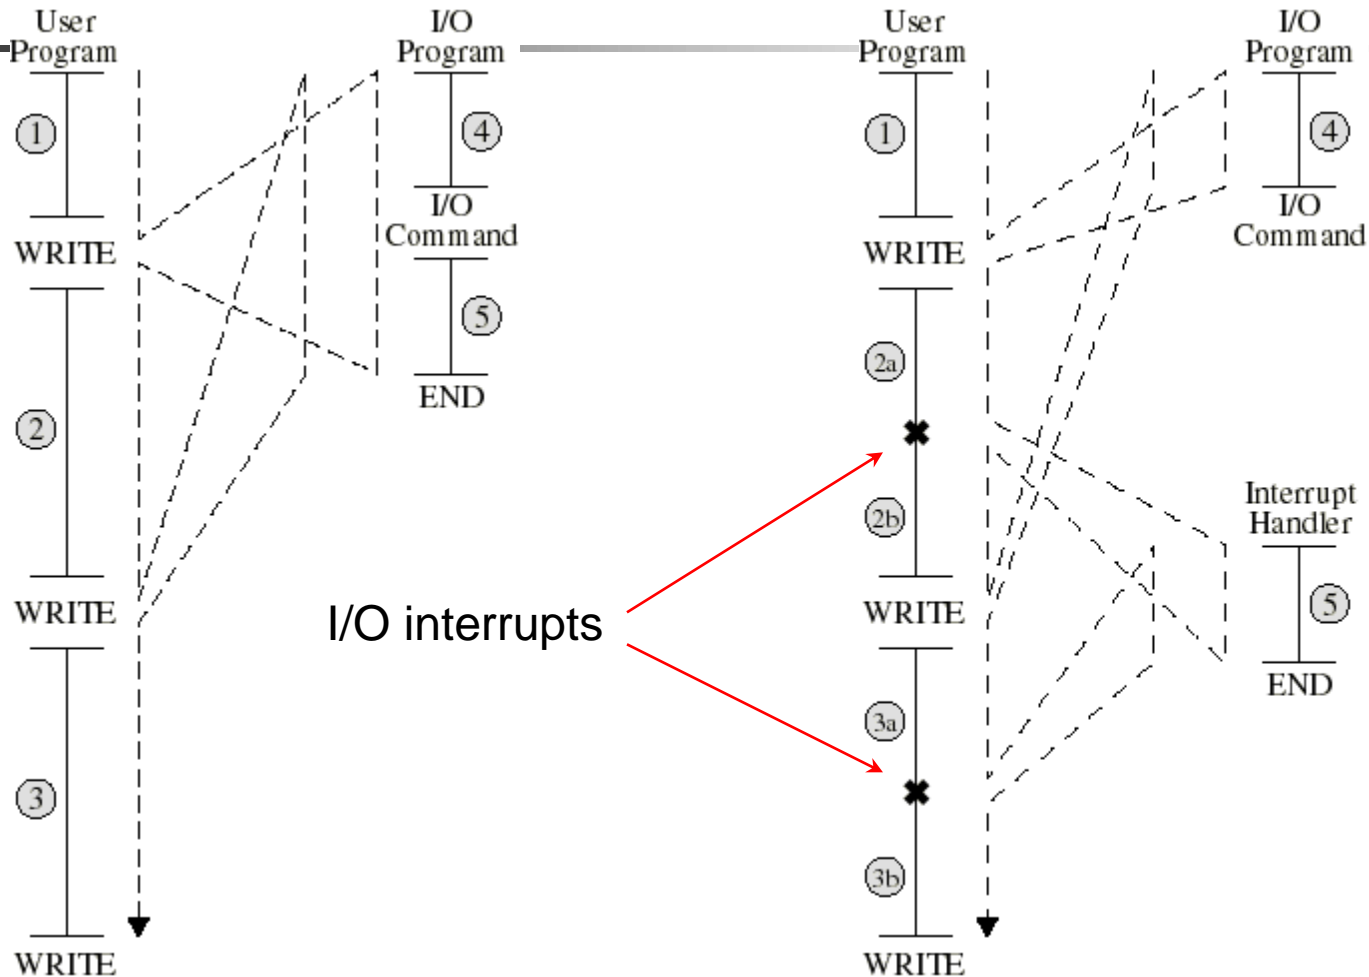 User
Program
1
WRITE
2
WRITE
3
WRITE
I/O
Program
4
I/O
Command
5
END
I/O interrupts
User
Program
1
WRITE
2a
2b
WRITE
3a
3b
WRITE
I/O
Program
4
I/O
Command
Interrupt
Handler
5
END